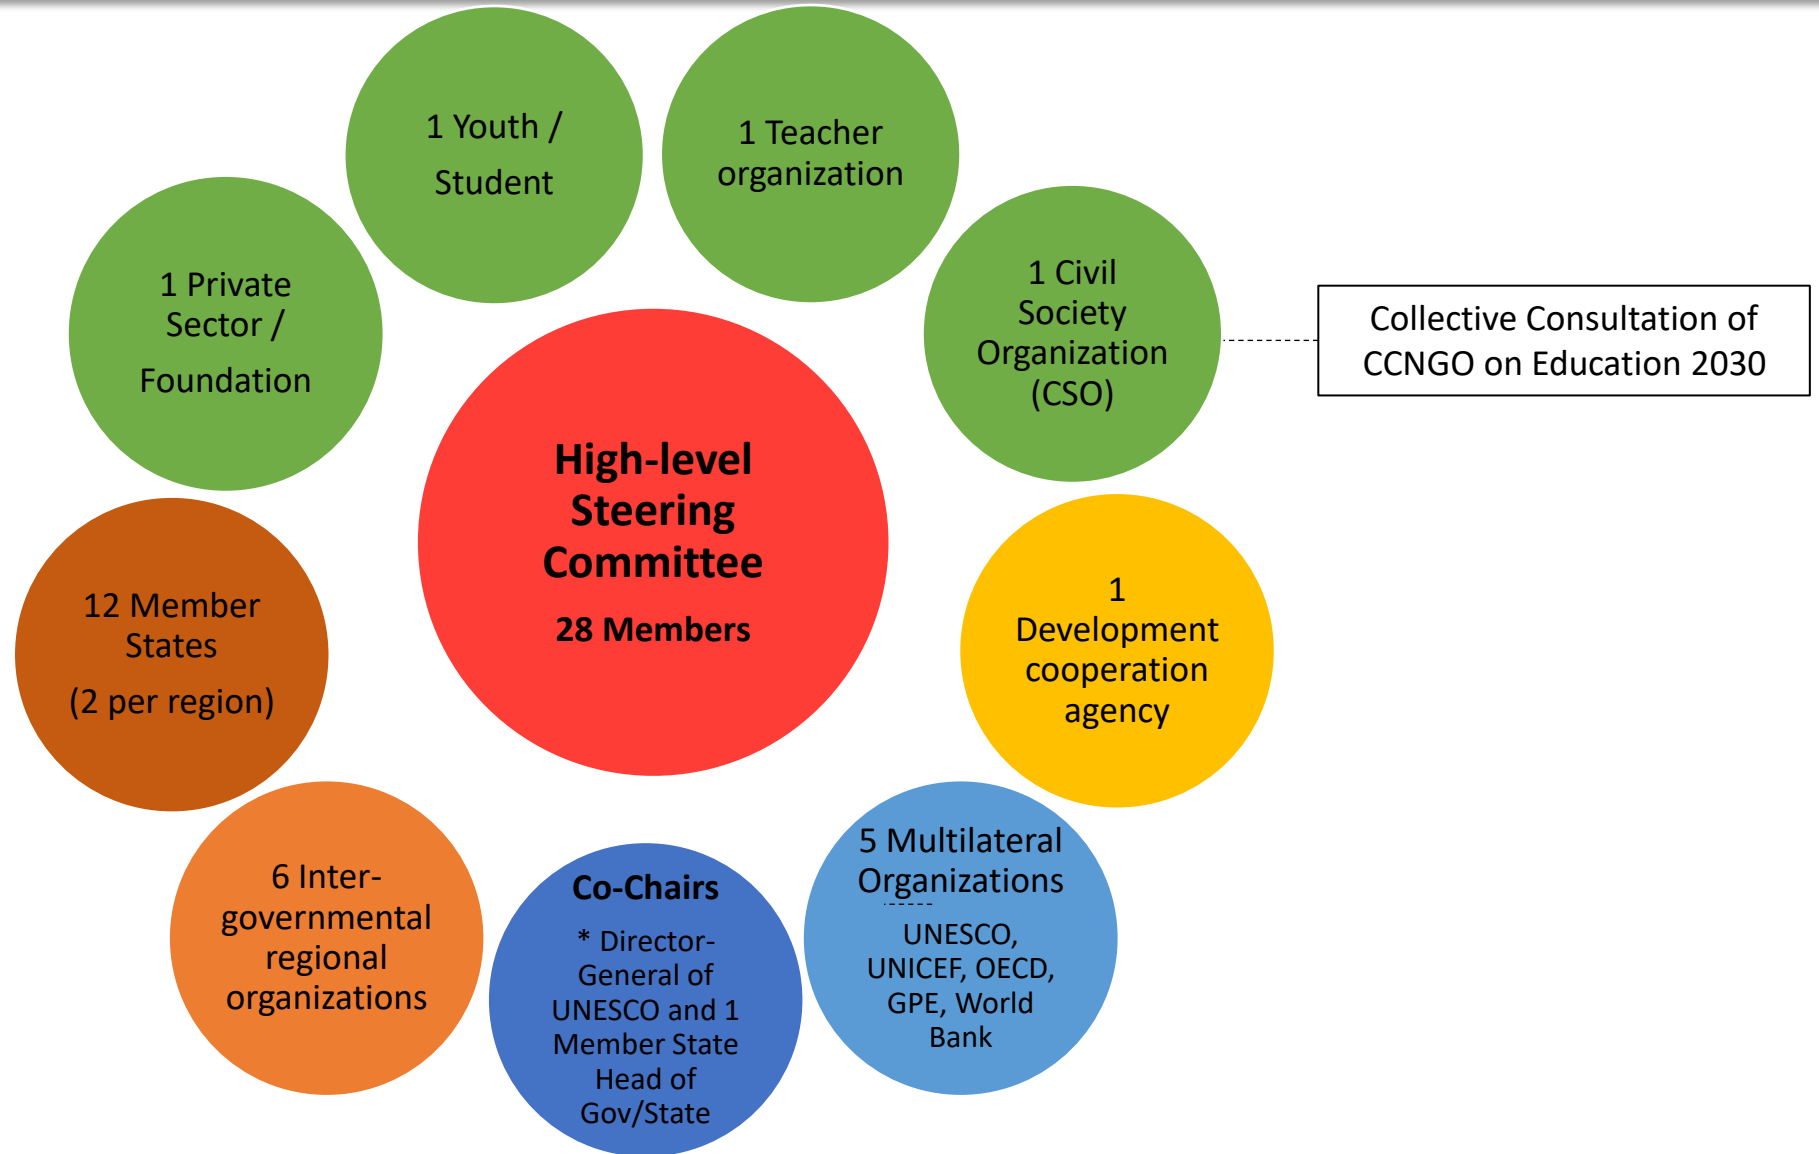 1 Youth /
Student
1 Teacher
organization
1 Private
Sector /
Foundation
1 Civil
Society
Organization
(CSO)
Collective Consultation of
CCNGO on Education 2030
High-level
Steering
Committee
28 Members
12 Member
States
(2 per region)
1
Development
cooperation
agency
6 Inter-
governmental
regional
organizations
Co-Chairs
* Director-
General of
UNESCO and 1
Member State
Head of
Gov/State
5 Multilateral
Organizations
UNESCO,
UNICEF, OECD,
GPE, World
Bank